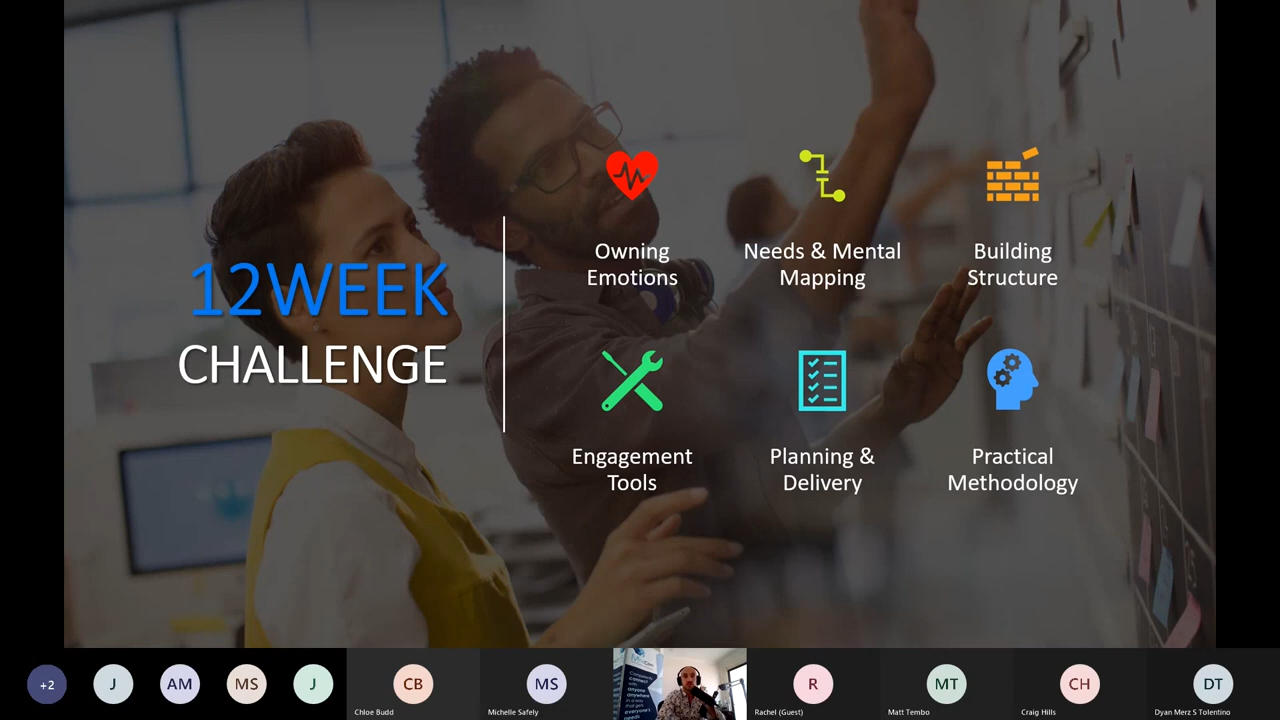 12WEEK
CHALLENGE
Owning
Emotions
Needs & Mental
Mapping
Building
Structure
Engagement
Tools
Planning &
Delivery
Practical
Methodology
+2
J
AM
MS
J
CB
Chloe Budd
MS
Michelle Safely
R
Rachel (Guest)
MT
Matt Tembo
CH
Craig Hills
DT
Dyan Merz S Tolentino